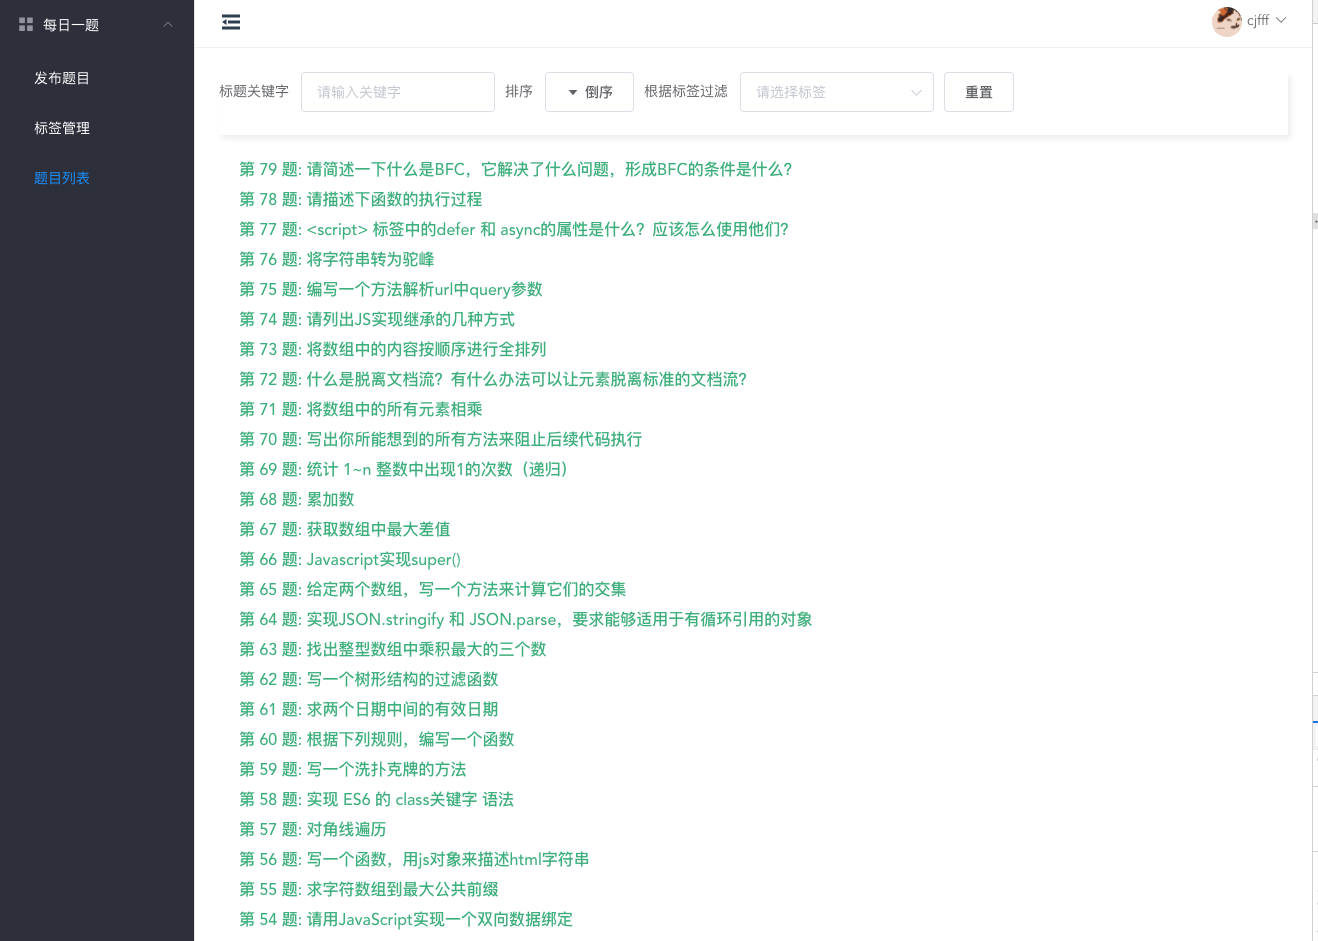 每日一题
发布题目
标签管理
题目列表
cjfff
标题关键字 请输入关键字 排序 倒序 根据标签过滤 请选择标签 重置
第 79 题: 请简述一下什么是BFC，它解决了什么问题，形成BFC的条件是什么？
第 78 题: 请描述下函数的执行过程
第 77 题: <script> 标签中的defer 和 async的属性是什么？应该怎么使用他们？
第 76 题: 将字符串转为驼峰
第 75 题: 编写一个方法解析url中query参数
第 74 题: 请列出JS实现继承的几种方式
第 73 题: 将数组中的内容按顺序进行全排列
第 72 题: 什么是脱离文档流？有什么办法可以让元素脱离标准的文档流？
第 71 题: 将数组中的所有元素相乘
第 70 题: 写出你所能想到的所有方法来阻止后续代码执行
第 69 题: 统计 1~n 整数中出现1的次数（递归）
第 68 题: 累加数
第 67 题: 获取数组中最大差值
第 66 题: Javascript实现super()
第 65 题: 给定两个数组，写一个方法来计算它们的交集
第 64 题: 实现JSON.stringify 和 JSON.parse，要求能够适用于有循环引用的对象
第 63 题: 找出整型数组中乘积最大的三个数
第 62 题: 写一个树形结构的过滤函数
第 61 题: 求两个日期中间的有效日期
第 60 题: 根据下列规则，编写一个函数
第 59 题: 写一个洗扑克牌的方法
第 58 题: 实现 ES6 的 class关键字 语法
第 57 题: 对角线遍历
第 56 题: 写一个函数，用js对象来描述html字符串
第 55 题: 求字符数组到最大公共前缀
第 54 题: 请用JavaScript实现一个双向数据绑定